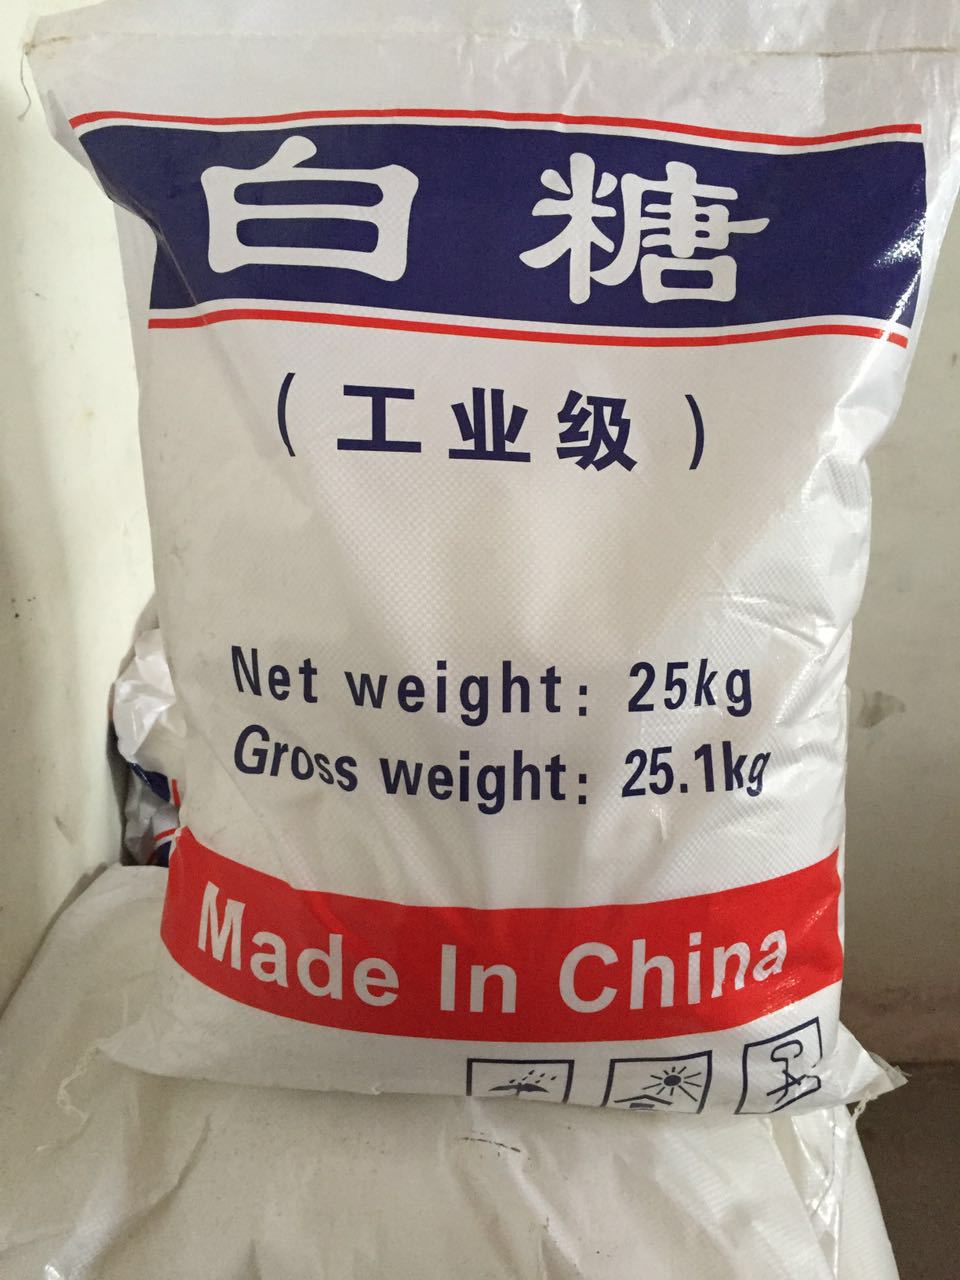 白糖
（工业级）
Net weight: 25kg
Gross weight: 25.1kg
Made In China